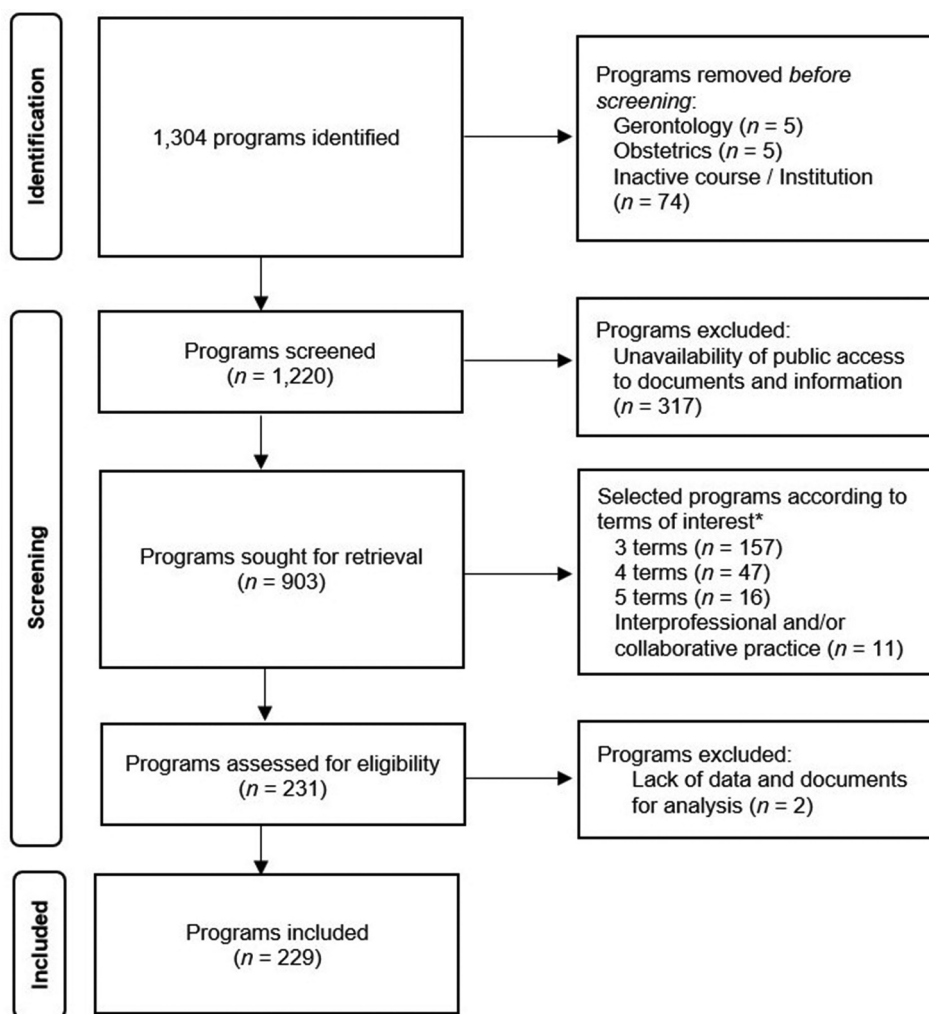 Identification
1,304 programs identified
Programs removed before
screening:
Gerontology (n = 5)
Obstetrics (n = 5)
Inactive course / Institution
(n = 74)
Screening
Programs screened
(n = 1,220)
Programs excluded:
Unavailability of public access
to documents and information
(n = 317)
Programs sought for retrieval
(n = 903)
Selected programs according to
terms of interest*
3 terms (n = 157)
4 terms (n = 47)
5 terms (n = 16)
Interprofessional and/or
collaborative practice (n = 11)
Programs assessed for eligibility
(n = 231)
Programs excluded:
Lack of data and documents
for analysis (n = 2)
Included
Programs included
(n = 229)